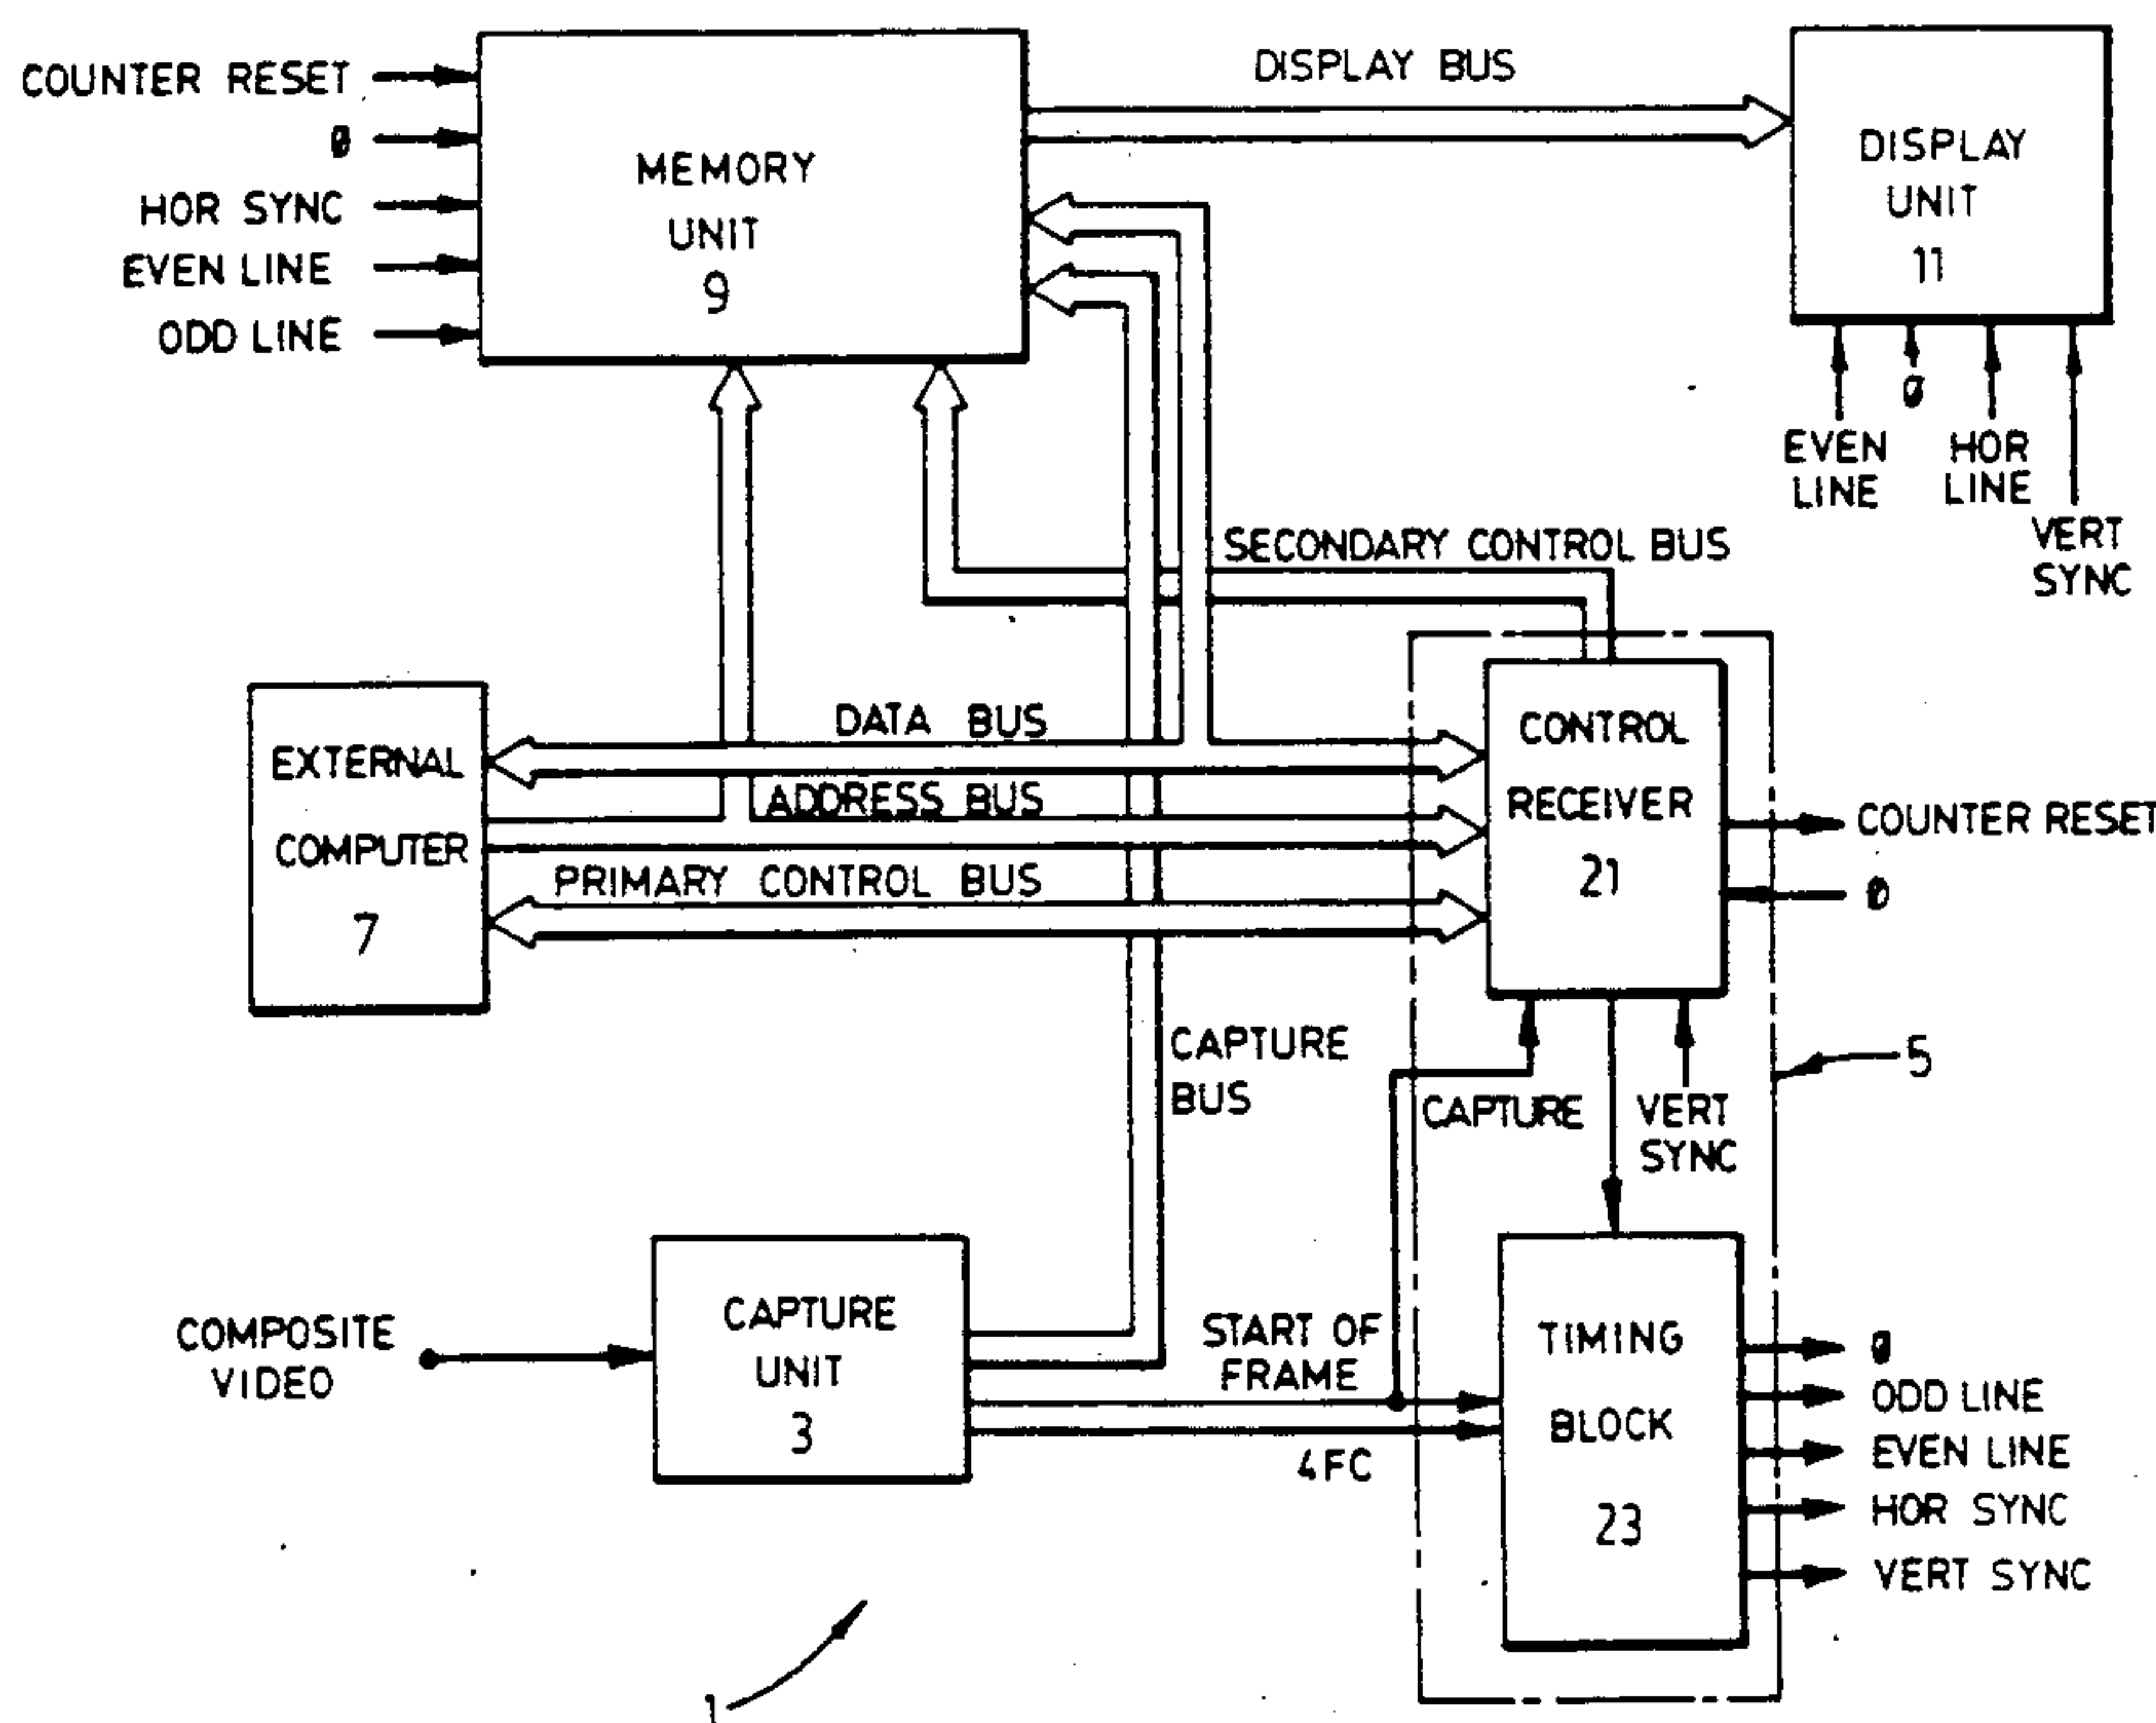 COUNTER RESET
Ø
HOR SYNC
EVEN LINE
ODD LINE
MEMORY
UNIT
9
DISPLAY BUS
DISPLAY
UNIT
11
EVEN
LINE
Ø
HOR
LINE
VERT
SYNC
SECONDARY CONTROL BUS
EXTERNAL
COMPUTER
7
DATA BUS
ADDRESS BUS
PRIMARY CONTROL BUS
CONTROL
RECEIVER
21
COUNTER RESET
Ø
CAPTURE
BUS
CAPTURE
VERT
SYNC
5
COMPOSITE
VIDEO
CAPTURE
UNIT
3
START OF
FRAME
4FC
TIMING
BLOCK
23
Ø
ODD LINE
EVEN LINE
HOR SYNC
VERT SYNC
1